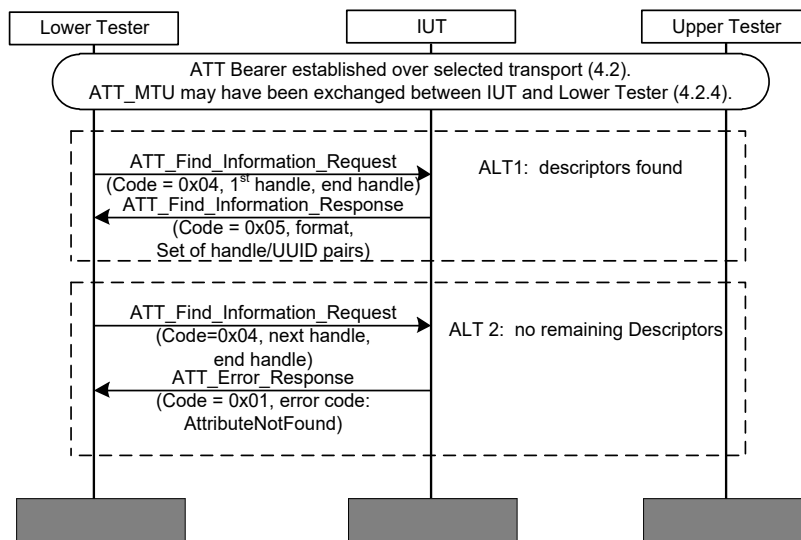 Lower Tester
IUT
Upper Tester
ATT Bearer established over selected transport (4.2).
ATT_MTU may have been exchanged between IUT and Lower Tester (4.2.4).
ATT_Find_Information_Request
(Code = 0x04, 1st handle, end handle)
ALT1: descriptors found
ATT_Find_Information_Response
(Code = 0x05, format,
Set of handle/UUID pairs)
ATT_Find_Information_Request
(Code=0x04, next handle,
end handle)
ALT 2: no remaining Descriptors
ATT_Error_Response
(Code = 0x01, error code:
AttributeNotFound)